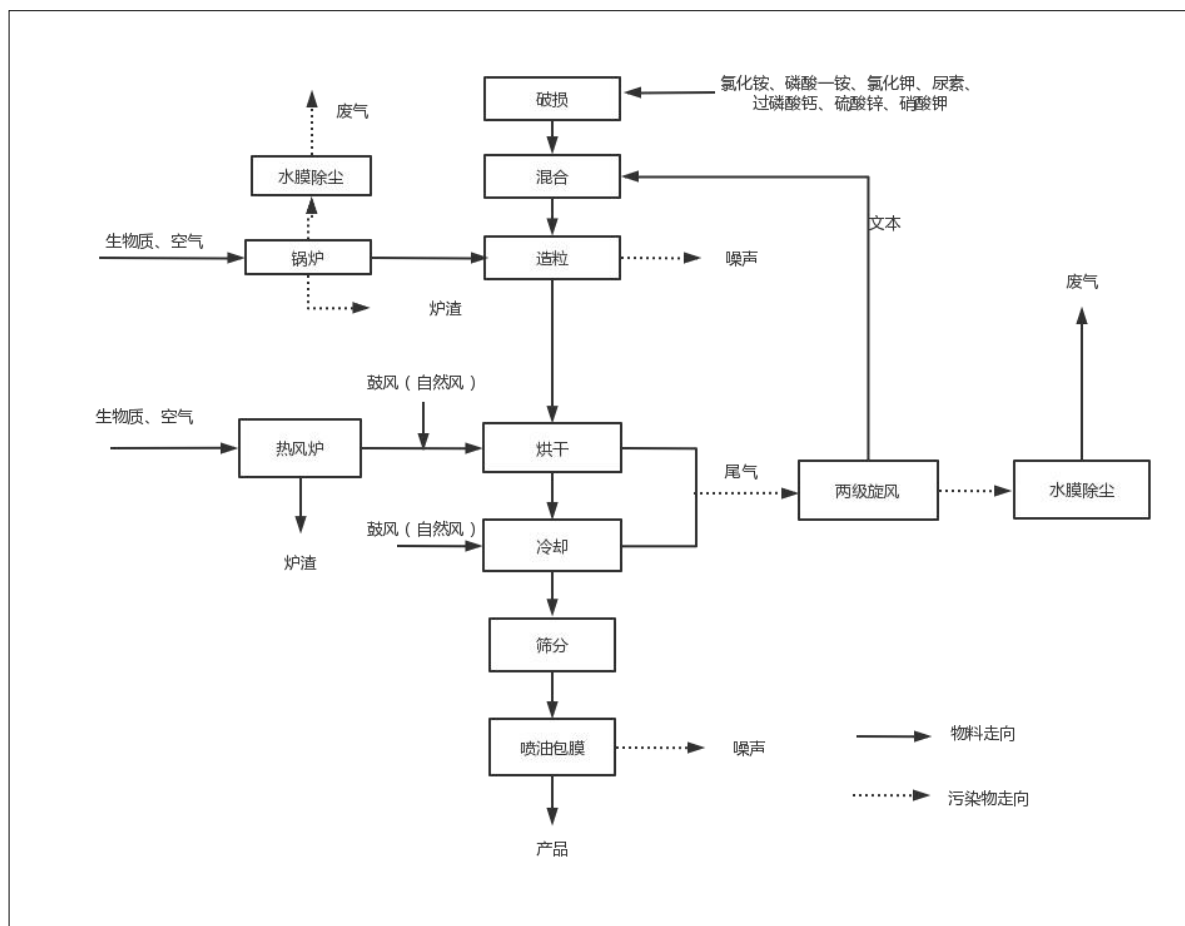 氯化铵、磷酸一铵、氯化钾、尿素、
过磷酸钙、硫酸锌、硝酸钾
破损
废气
水膜除尘
混合
文本
生物质、空气
锅炉
造粒
噪声
炉渣
废气
鼓风（自然风）
生物质、空气
热风炉
烘干
尾气
两级旋风
水膜除尘
鼓风（自然风）
冷却
炉渣
筛分
喷油包膜
噪声
物料走向
污染物走向
产品